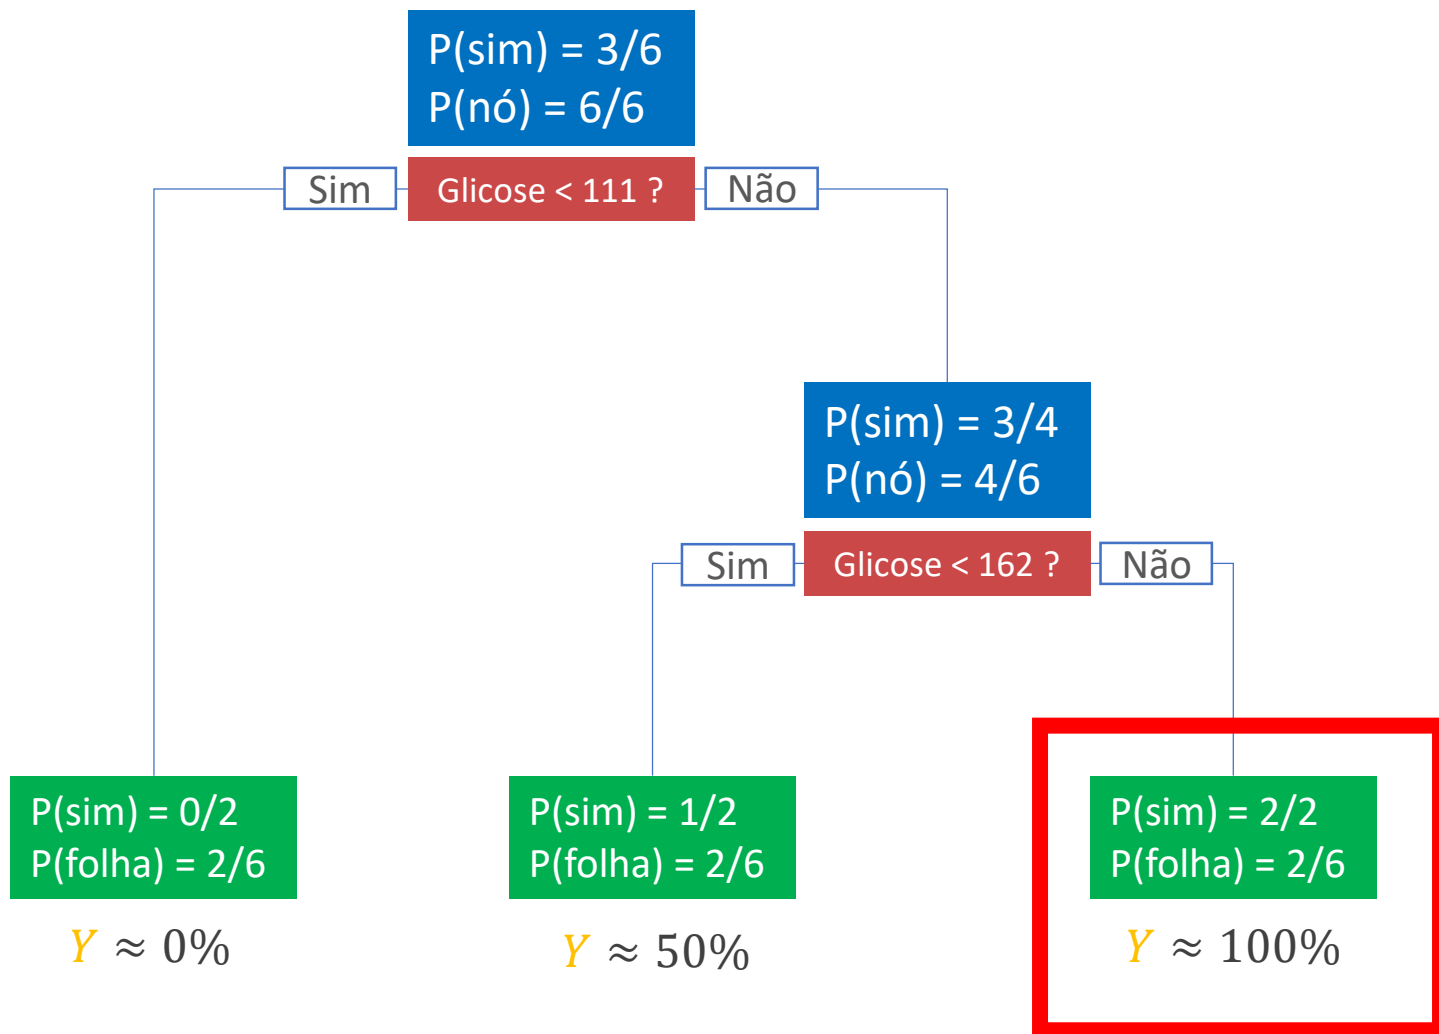 P(sim) = 3/6
P(nó) = 6/6
Sim
Glicose < 111 ?
Não
P(sim) = 3/4
P(nó) = 4/6
Sim
Glicose < 162 ?
Não
P(sim) = 0/2
P(folha) = 2/6
Y ≈ 0%
P(sim) = 1/2
P(folha) = 2/6
Y ≈ 50%
P(sim) = 2/2
P(folha) = 2/6
Y ≈ 100%